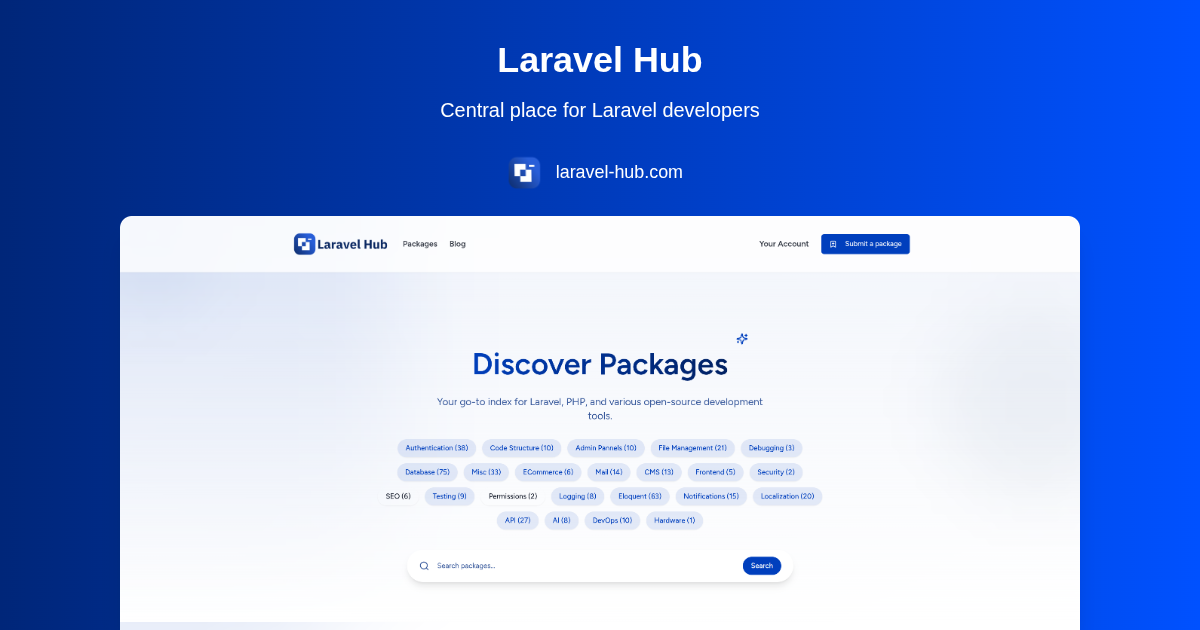 Laravel Hub
Central place for Laravel developers
laravel-hub.com
Laravel Hub Packages Blog Your Account Submit a package
Discover Packages
Your go-to index for Laravel, PHP, and various open-source development
tools.
Authentication (38) Code Structure (10) Admin Pannels (10) File Management (21) Debugging (3)
Database (75) Misc (33) ECommerce (6) Mail (14) CMS (13) Frontend (5) Security (2)
SEO (6) Testing (9) Permissions (2) Logging (8) Eloquent (63) Notifications (15) Localization (20)
API (27) AI (8) DevOps (10) Hardware (1)
Search packages... Search